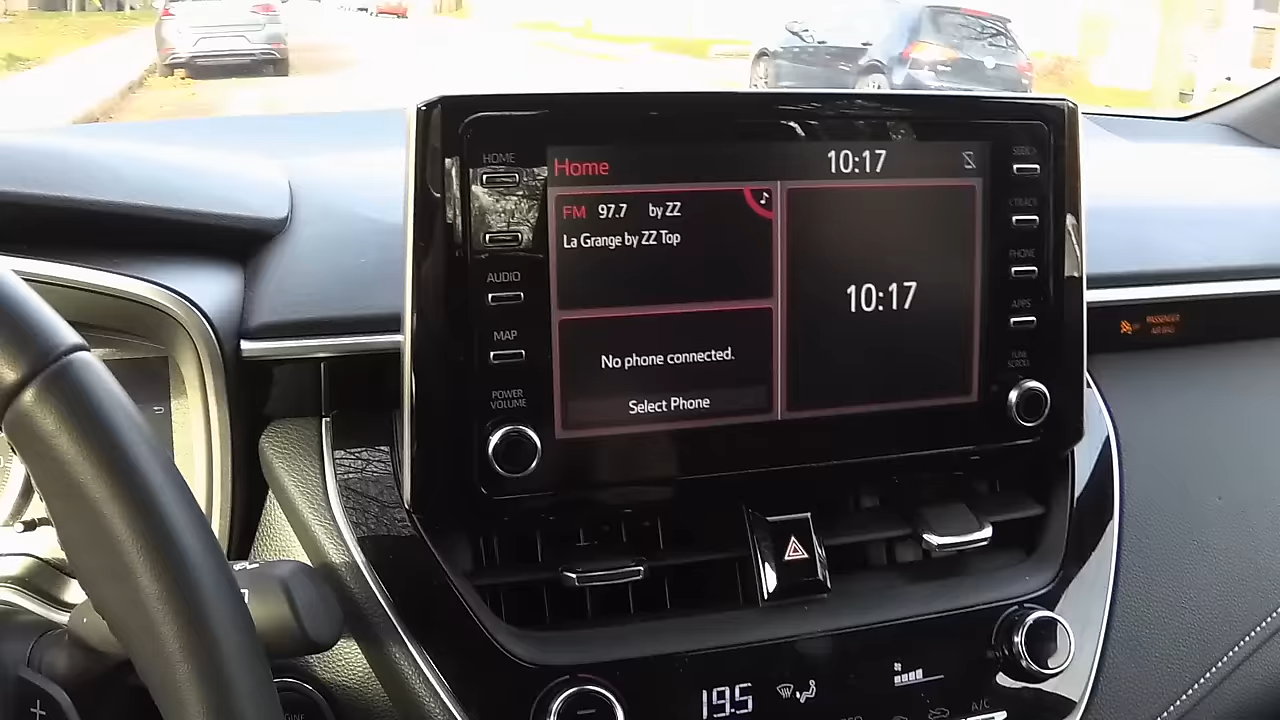 HOME
Home
10:17
SEEK >
FM 97.7 by ZZ
La Grange by ZZ Top
10:17
< TRACK
PHONE
AUDIO
APPS
MAP
No phone connected.
Select Phone
POWER
VOLUME
TUNE
SCROLL
PASSENGER
AIR BAG
19.5
A/C